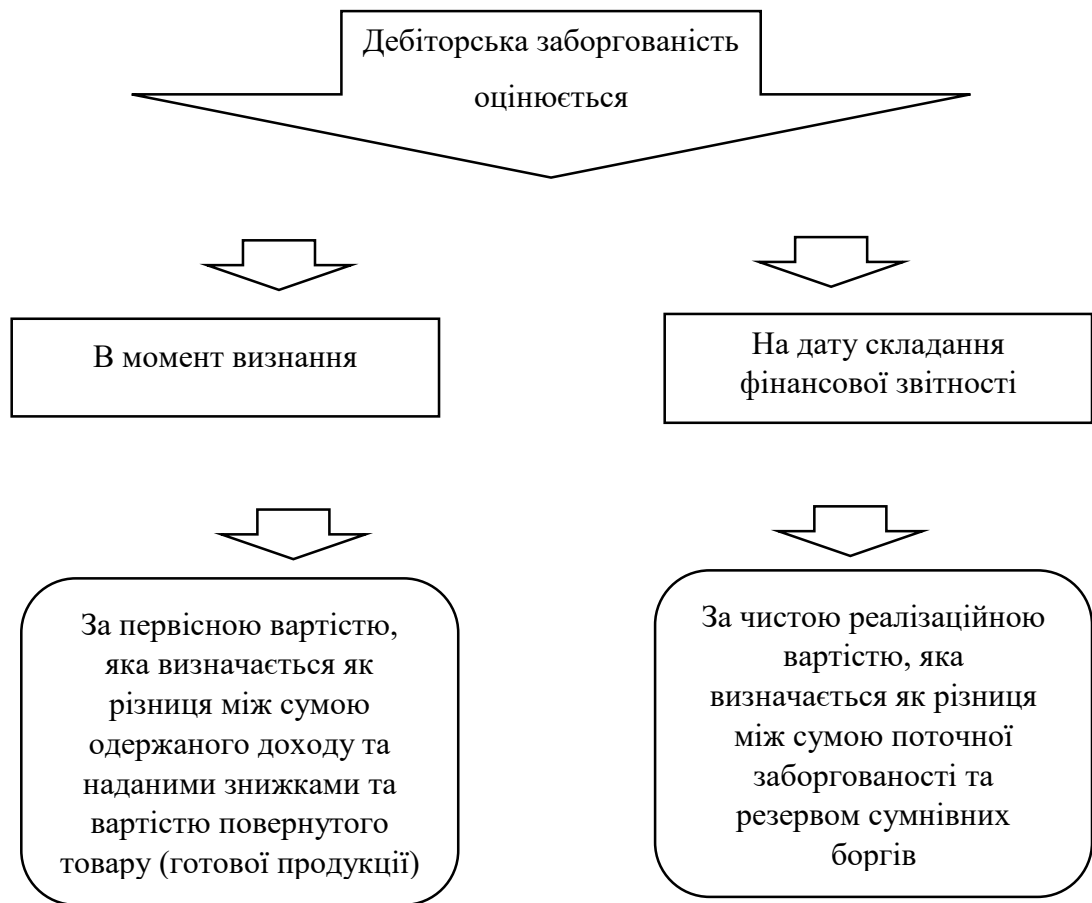 Дебіторська заборгованість
оцінюється
В момент визнання
На дату складання
фінансової звітності
За первісною вартістю,
яка визначається як
різниця між сумою
одержаного доходу та
наданими знижками та
вартістю повернутого
товару (готової продукції)
За чистою реалізаційною
вартістю, яка
визначається як різниця
між сумою поточної
заборгованості та
резервом сумнівних
боргів